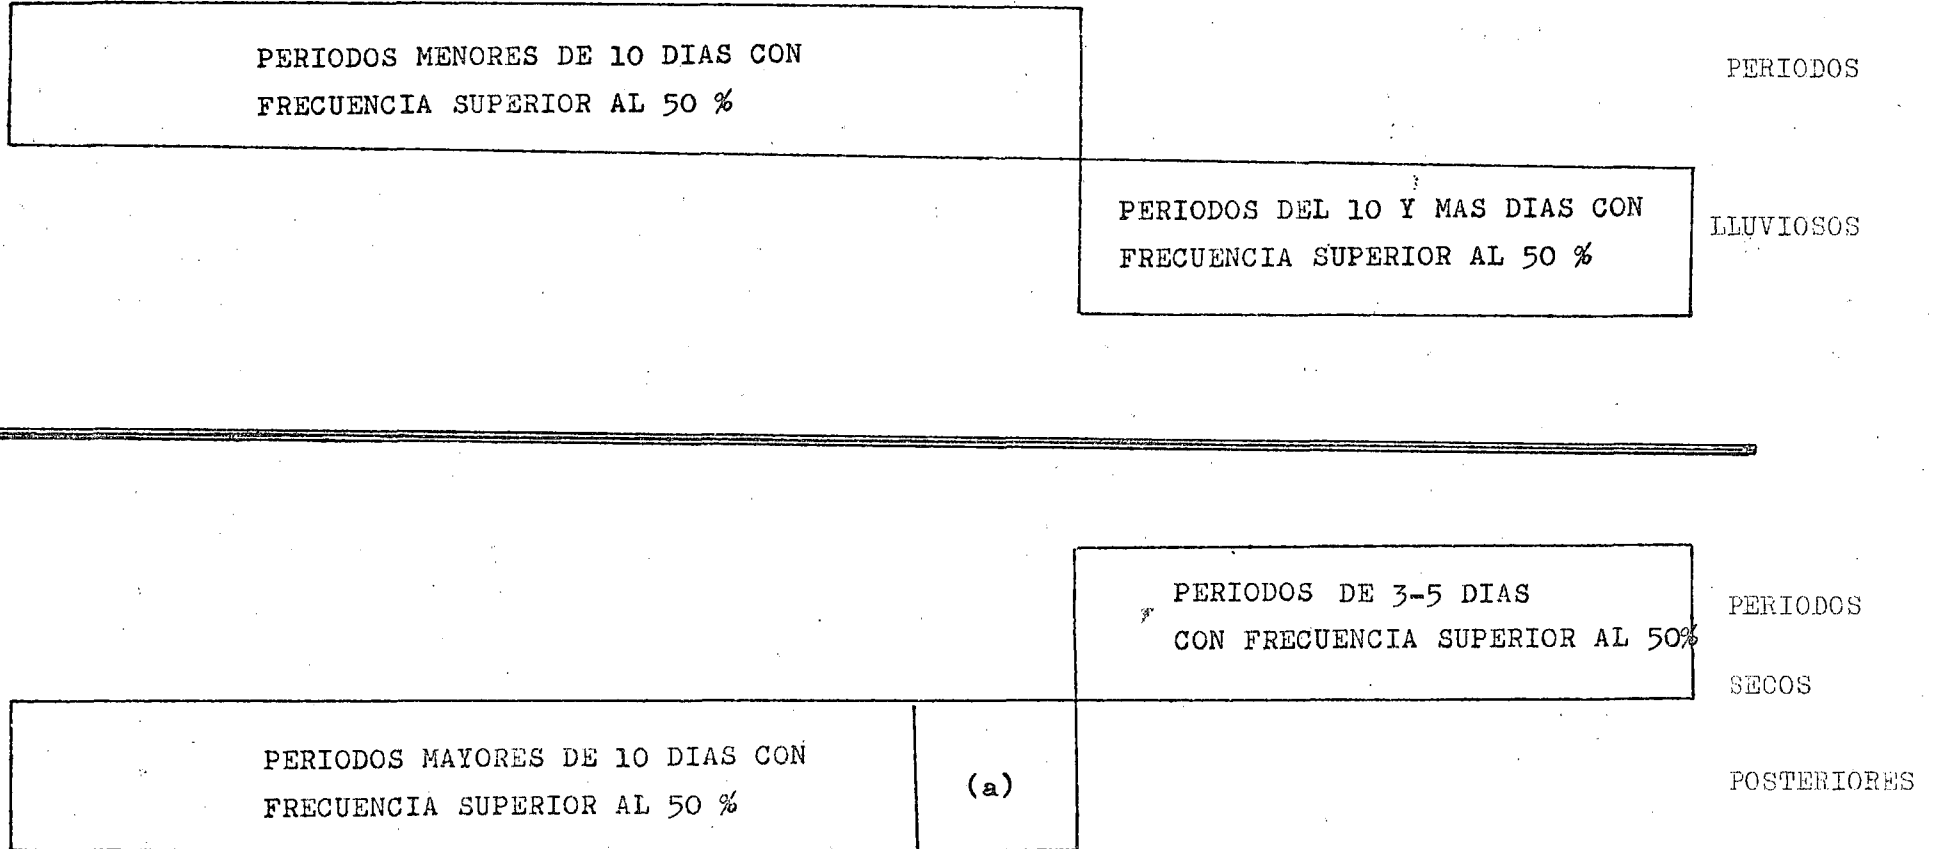 PERIODOS MENORES DE 10 DIAS CON
FRECUENCIA SUPERIOR AL 50 %
PERIODOS
PERIODOS DEL 10 Y MAS DIAS CON
FRECUENCIA SUPERIOR AL 50 %
LLUVIOSOS
PERIODOS DE 3-5 DIAS
CON FRECUENCIA SUPERIOR AL 50%
PERIODOS
SECOS
PERIODOS MAYORES DE 10 DIAS CON
FRECUENCIA SUPERIOR AL 50 %
(a)
POSTERIORES